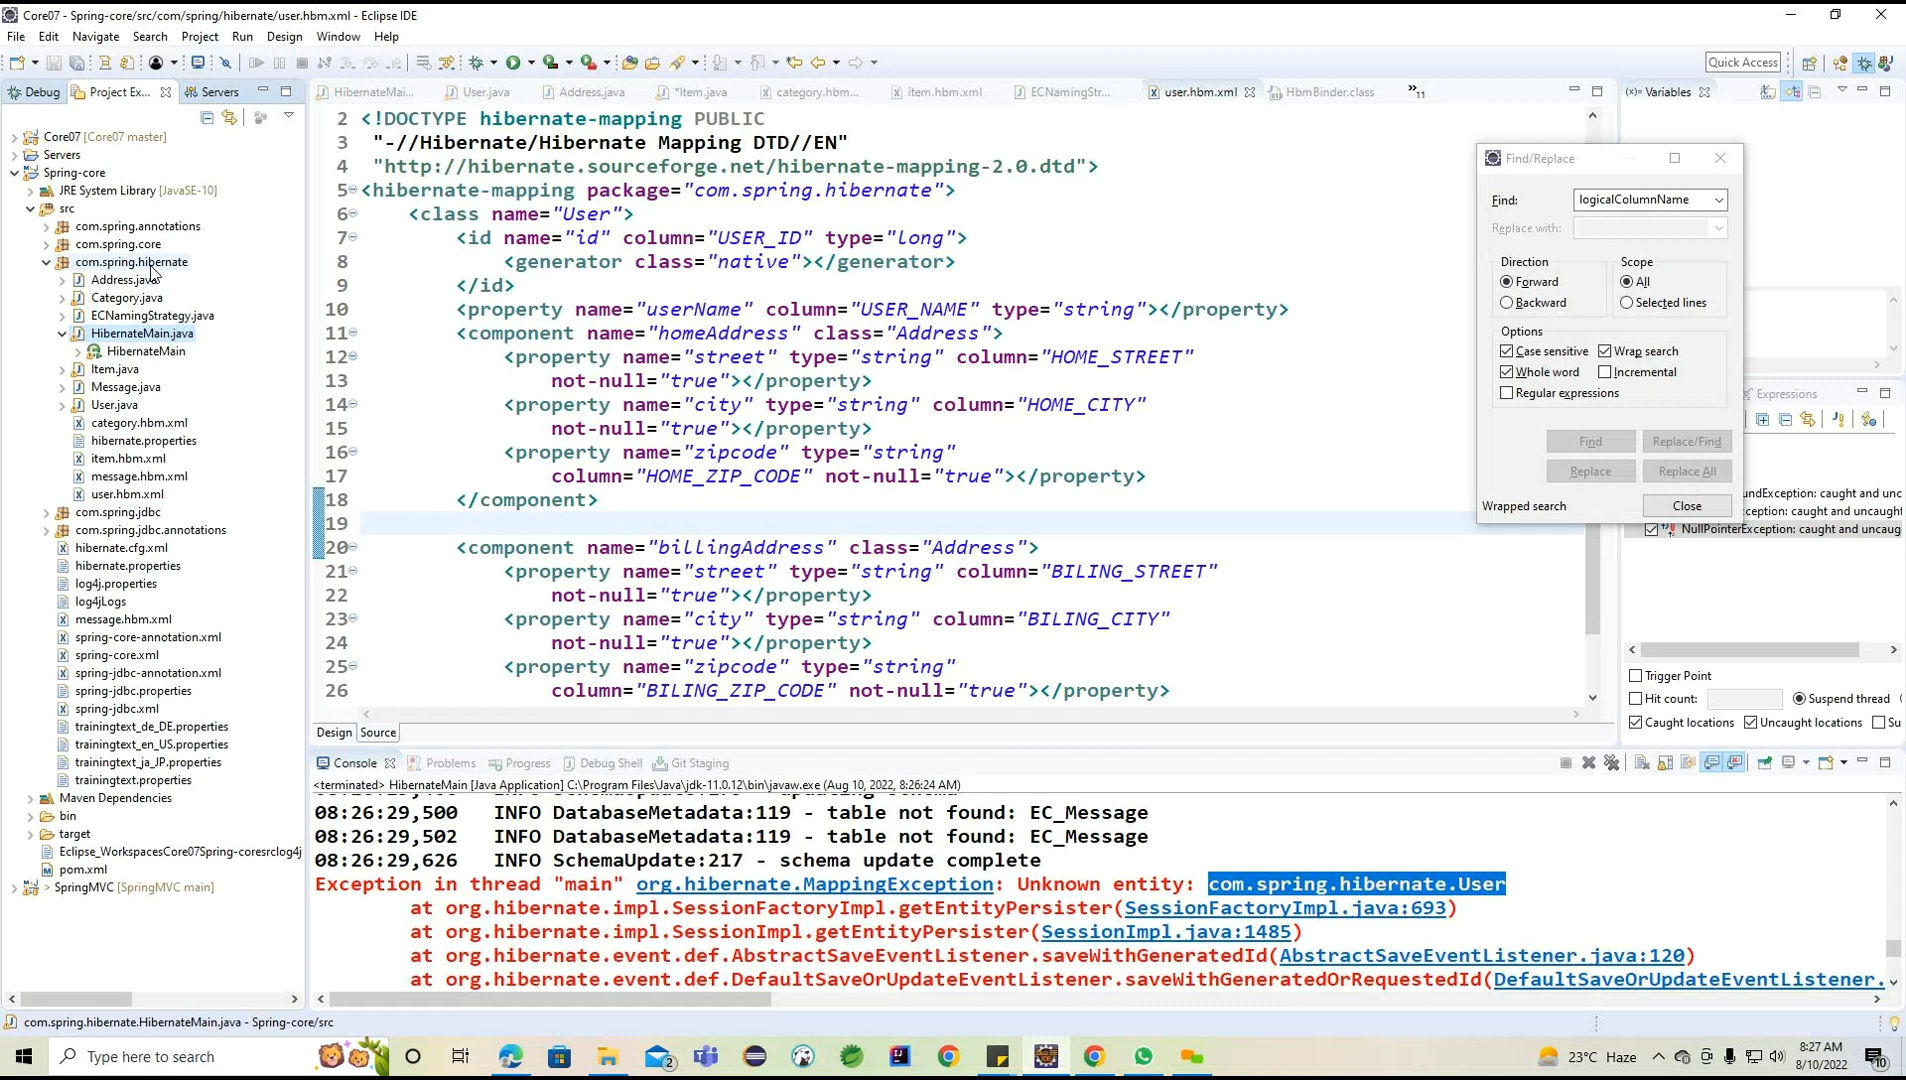 Core07 - Spring-core/src/com/spring/hibernate/user.hbm.xml - Eclipse IDE
File Edit Navigate Search Project Run Design Window Help
Quick Access
Debug Project Ex... Servers
HibernateMai... User.java Address.java *Item.java category.hbm... item.hbm.xml ECNamingStr... user.hbm.xml HbmBinder.class »11
(x)= Variables
Core07 [Core07 master]
Servers
Spring-core
JRE System Library [JavaSE-10]
src
com.spring.annotations
com.spring.core
com.spring.hibernate
Address.java
Category.java
ECNamingStrategy.java
HibernateMain.java
HibernateMain
Item.java
Message.java
User.java
category.hbm.xml
hibernate.properties
item.hbm.xml
message.hbm.xml
user.hbm.xml
com.spring.jdbc
com.spring.jdbc.annotations
hibernate.cfg.xml
hibernate.properties
log4j.properties
log4jLogs
message.hbm.xml
spring-core-annotation.xml
spring-core.xml
spring-jdbc-annotation.xml
spring-jdbc.properties
spring-jdbc.xml
trainingtext_de_DE.properties
trainingtext_en_US.properties
trainingtext_ja_JP.properties
trainingtext.properties
Maven Dependencies
bin
target
Eclipse_WorkspacesCore07Spring-coresrclog4j
pom.xml
> SpringMVC [SpringMVC main]
2 <!DOCTYPE hibernate-mapping PUBLIC
3 "-//Hibernate/Hibernate Mapping DTD//EN"
4 "http://hibernate.sourceforge.net/hibernate-mapping-2.0.dtd">
5 <hibernate-mapping package="com.spring.hibernate">
6 <class name="User">
7 <id name="id" column="USER_ID" type="long">
8 <generator class="native"></generator>
9 </id>
10 <property name="userName" column="USER_NAME" type="string"></property>
11 <component name="homeAddress" class="Address">
12 <property name="street" type="string" column="HOME_STREET"
13 not-null="true"></property>
14 <property name="city" type="string" column="HOME_CITY"
15 not-null="true"></property>
16 <property name="zipcode" type="string"
17 column="HOME_ZIP_CODE" not-null="true"></property>
18 </component>
19
20 <component name="billingAddress" class="Address">
21 <property name="street" type="string" column="BILING_STREET"
22 not-null="true"></property>
23 <property name="city" type="string" column="BILING_CITY"
24 not-null="true"></property>
25 <property name="zipcode" type="string"
26 column="BILING_ZIP_CODE" not-null="true"></property>
Design Source
Find/Replace
Find: logicalColumnName
Replace with:
Direction Scope
Forward All
Backward Selected lines
Options
Case sensitive Wrap search
Whole word Incremental
Regular expressions
Find Replace/Find
Replace Replace All
Wrapped search Close
Expressions
undException: caught and unc
ception: caught and uncaught
NullPointerException: caught and uncaug
Trigger Point
Hit count: Suspend thread
Caught locations Uncaught locations Su
Console Problems Progress Debug Shell Git Staging
<terminated> HibernateMain [Java Application] C:\Program Files\Java\jdk-11.0.12\bin\javaw.exe (Aug 10, 2022, 8:26:24 AM)
08:26:29,500 INFO DatabaseMetadata:119 - table not found: EC_Message
08:26:29,502 INFO DatabaseMetadata:119 - table not found: EC_Message
08:26:29,626 INFO SchemaUpdate:217 - schema update complete
Exception in thread "main" org.hibernate.MappingException: Unknown entity: com.spring.hibernate.User
at org.hibernate.impl.SessionFactoryImpl.getEntityPersister(SessionFactoryImpl.java:693)
at org.hibernate.impl.SessionImpl.getEntityPersister(SessionImpl.java:1485)
at org.hibernate.event.def.AbstractSaveEventListener.saveWithGeneratedId(AbstractSaveEventListener.java:120)
at org.hibernate.event.def.DefaultSaveOrUpdateEventListener.saveWithGeneratedOrRequestedId(DefaultSaveOrUpdateEventListener.
com.spring.hibernate.HibernateMain.java - Spring-core/src
Type here to search
23°C Haze
8:27 AM
8/10/2022